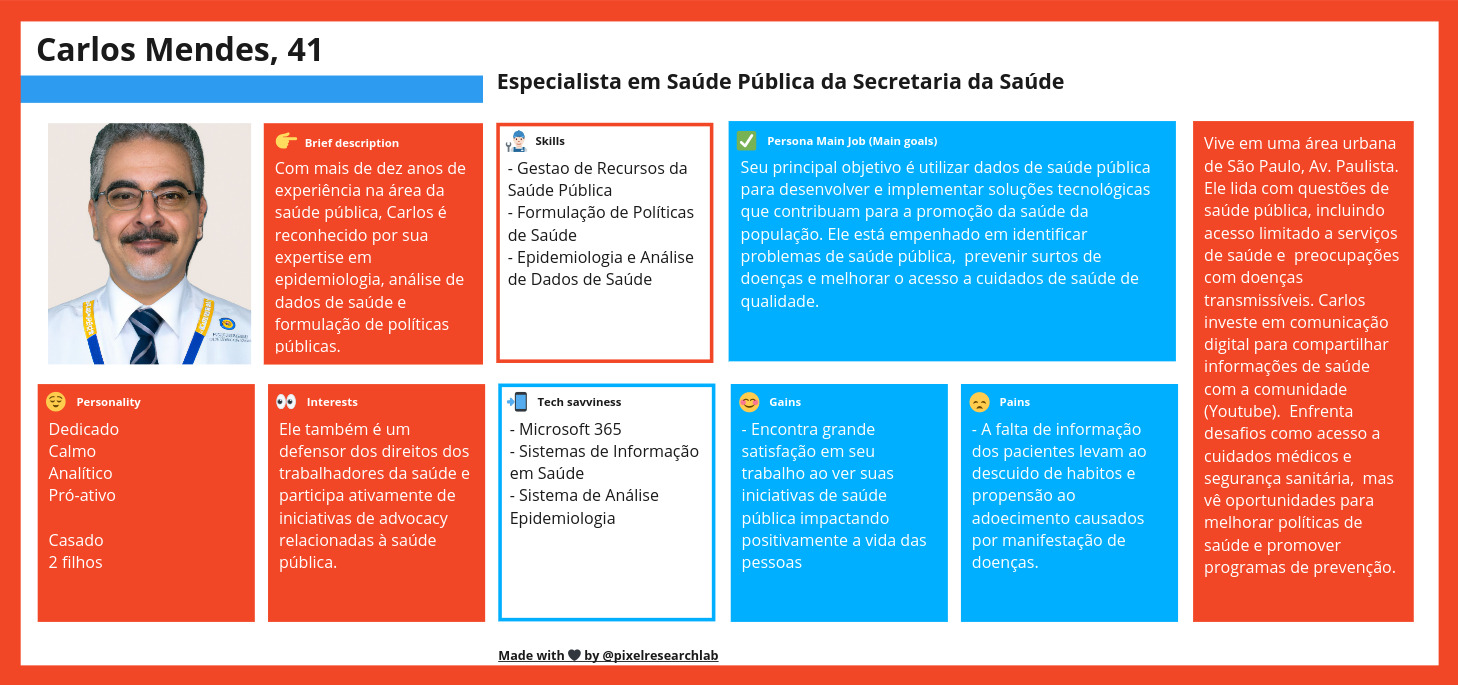 Carlos Mendes, 41
Especialista em Saúde Pública da Secretaria da Saúde
Brief description
Com mais de dez anos de
experiência na área da
saúde pública, Carlos é
reconhecido por sua
expertise em
epidemiologia, análise de
dados de saúde e
formulação de políticas
públicas.
Skills
- Gestao de Recursos da
Saúde Pública
- Formulação de Políticas
de Saúde
- Epidemiologia e Análise
de Dados de Saúde
Persona Main Job (Main goals)
Seu principal objetivo é utilizar dados de saúde pública
para desenvolver e implementar soluções tecnológicas
que contribuam para a promoção da saúde da
população. Ele está empenhado em identificar
problemas de saúde pública,  prevenir surtos de
doenças e melhorar o acesso a cuidados de saúde de
qualidade.
Vive em uma área urbana
de São Paulo, Av. Paulista.
Ele lida com questões de
saúde pública, incluindo
acesso limitado a serviços
de saúde e  preocupações
com doenças
transmissíveis. Carlos
investe em comunicação
digital para compartilhar
informações de saúde
com a comunidade
(Youtube).  Enfrenta
desafios como acesso a
cuidados médicos e
segurança sanitária,  mas
vê oportunidades para
melhorar políticas de
saúde e promover
programas de prevenção.
Personality
Dedicado
Calmo
Analítico
Pró-ativo
Casado
2 filhos
Interests
Ele também é um
defensor dos direitos dos
trabalhadores da saúde e
participa ativamente de
iniciativas de advocacy
relacionadas à saúde
pública.
Tech savviness
- Microsoft 365
- Sistemas de Informação
em Saúde
- Sistema de Análise
Epidemiologia
Gains
- Encontra grande
satisfação em seu
trabalho ao ver suas
iniciativas de saúde
pública impactando
positivamente a vida das
pessoas
Pains
- A falta de informação
dos pacientes levam ao
descuido de habitos e
propensão ao
adoecimento causados
por manifestação de
doenças.
Made with 🖤 by @pixelresearchlab